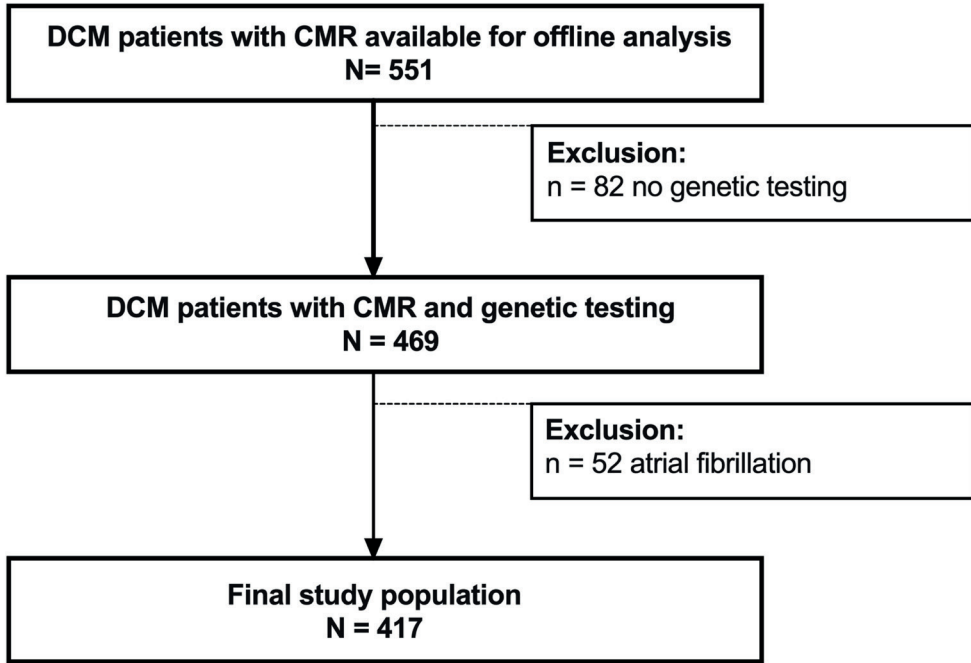 DCM patients with CMR available for offline analysis
N= 551
Exclusion:
n = 82 no genetic testing
DCM patients with CMR and genetic testing
N = 469
Exclusion:
n = 52 atrial fibrillation
Final study population
N = 417